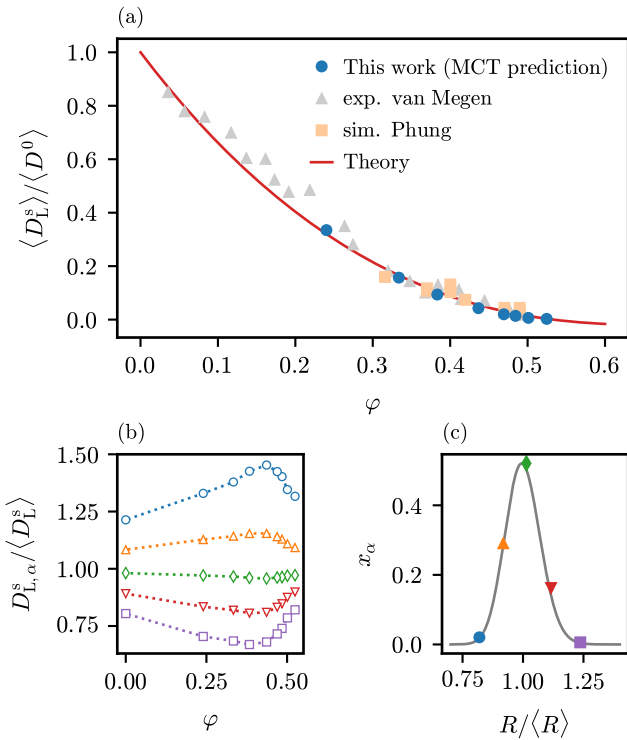 (a)
⟨D_L^s⟩/⟨D^0⟩
1.0
0.8
0.6
0.4
0.2
0.0
This work (MCT prediction)
exp. van Megen
sim. Phung
Theory
0.0 0.1 0.2 0.3 0.4 0.5 0.6
φ
(b)
D_{L,α}^s/⟨D_L^s⟩
1.50
1.25
1.00
0.75
0.00 0.25 0.50
φ
(c)
x_α
0.4
0.2
0.0
0.75 1.00 1.25
R/⟨R⟩